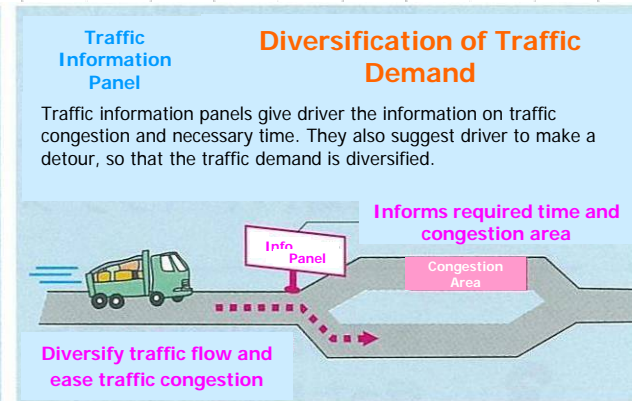 Traffic
Information
Panel
Diversification of Traffic
Demand
Traffic information panels give driver the information on traffic
congestion and necessary time. They also suggest driver to make a
detour, so that the traffic demand is diversified.
Informs required time and
congestion area
Info
Panel
Congestion
Area
Diversify traffic flow and
ease traffic congestion